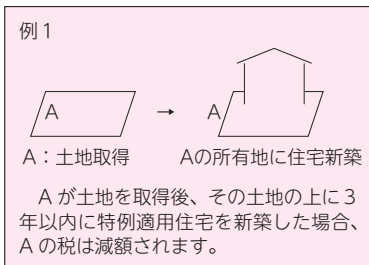 例1
A → A
A：土地取得 Aの所有地に住宅新築
A が土地を取得後、その土地の上に3
年以内に特例適用住宅を新築した場合、
A の税は減額されます。